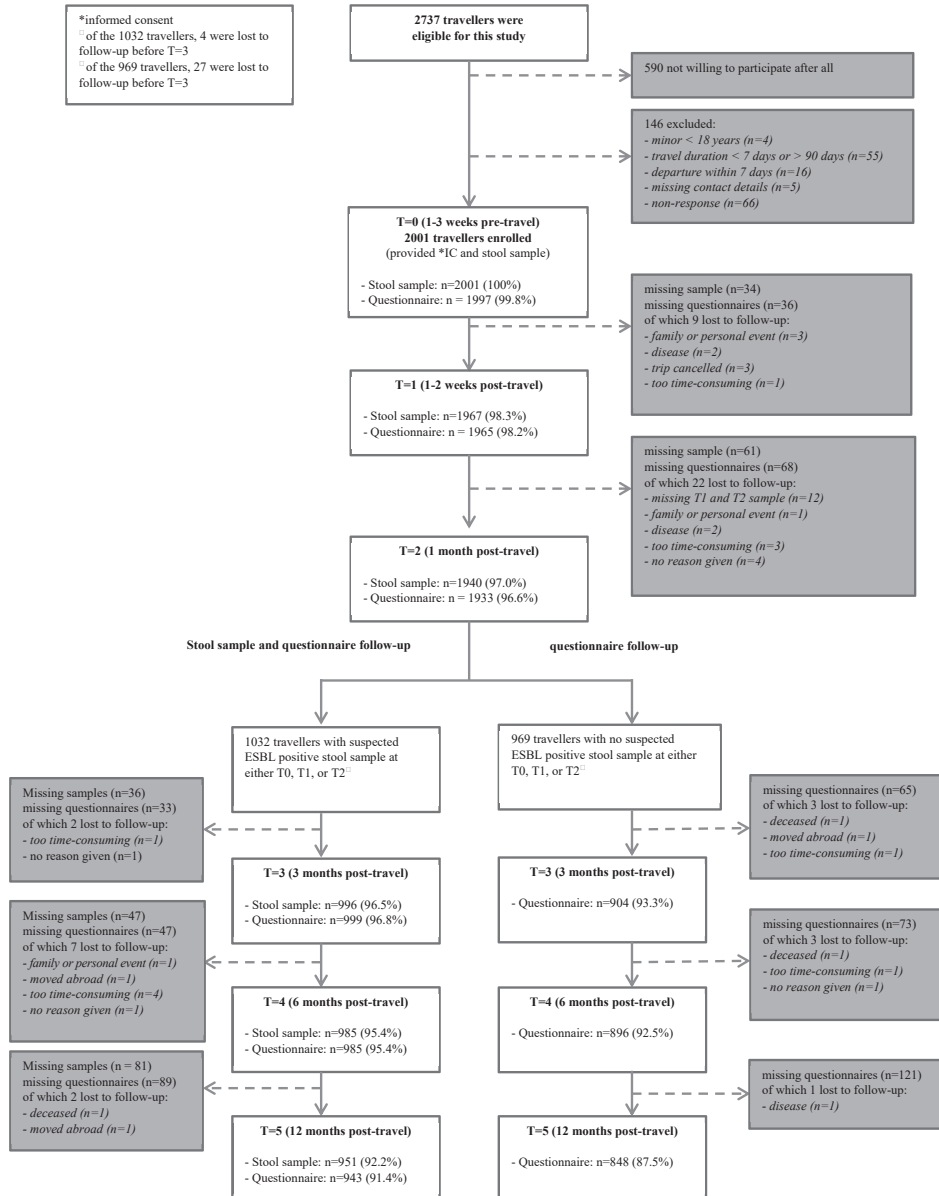 *informed consent
□ of the 1032 travellers, 4 were lost to
follow-up before T=3
□ of the 969 travellers, 27 were lost to
follow-up before T=3
2737 travellers were
eligible for this study
590 not willing to participate after all
146 excluded:
- minor < 18 years (n=4)
- travel duration < 7 days or > 90 days (n=55)
- departure within 7 days (n=16)
- missing contact details (n=5)
- non-response (n=66)
T=0 (1-3 weeks pre-travel)
2001 travellers enrolled
(provided *IC and stool sample)
- Stool sample: n=2001 (100%)
- Questionnaire: n = 1997 (99.8%)
missing sample (n=34)
missing questionnaires (n=36)
of which 9 lost to follow-up:
- family or personal event (n=3)
- disease (n=2)
- trip cancelled (n=3)
- too time-consuming (n=1)
T=1 (1-2 weeks post-travel)
- Stool sample: n=1967 (98.3%)
- Questionnaire: n = 1965 (98.2%)
missing sample (n=61)
missing questionnaires (n=68)
of which 22 lost to follow-up:
- missing T1 and T2 sample (n=12)
- family or personal event (n=1)
- disease (n=2)
- too time-consuming (n=3)
- no reason given (n=4)
T=2 (1 month post-travel)
- Stool sample: n=1940 (97.0%)
- Questionnaire: n = 1933 (96.6%)
Stool sample and questionnaire follow-up
questionnaire follow-up
1032 travellers with suspected
ESBL positive stool sample at
either T0, T1, or T2□
969 travellers with no suspected
ESBL positive stool sample at either
T0, T1, or T2□
Missing samples (n=36)
missing questionnaires (n=33)
of which 2 lost to follow-up:
- too time-consuming (n=1)
- no reason given (n=1)
missing questionnaires (n=65)
of which 3 lost to follow-up:
- deceased (n=1)
- moved abroad (n=1)
- too time-consuming (n=1)
T=3 (3 months post-travel)
- Stool sample: n=996 (96.5%)
- Questionnaire: n=999 (96.8%)
T=3 (3 months post-travel)
- Questionnaire: n=904 (93.3%)
Missing samples (n=47)
missing questionnaires (n=47)
of which 7 lost to follow-up:
- family or personal event (n=1)
- moved abroad (n=1)
- too time-consuming (n=4)
- no reason given (n=1)
missing questionnaires (n=73)
of which 3 lost to follow-up:
- deceased (n=1)
- too time-consuming (n=1)
- no reason given (n=1)
T=4 (6 months post-travel)
- Stool sample: n=985 (95.4%)
- Questionnaire: n=985 (95.4%)
T=4 (6 months post-travel)
- Questionnaire: n=896 (92.5%)
Missing samples (n = 81)
missing questionnaires (n=89)
of which 2 lost to follow-up:
- deceased (n=1)
- moved abroad (n=1)
missing questionnaires (n=121)
of which 1 lost to follow-up:
- disease (n=1)
T=5 (12 months post-travel)
- Stool sample: n=951 (92.2%)
- Questionnaire: n=943 (91.4%)
T=5 (12 months post-travel)
- Questionnaire: n=848 (87.5%)